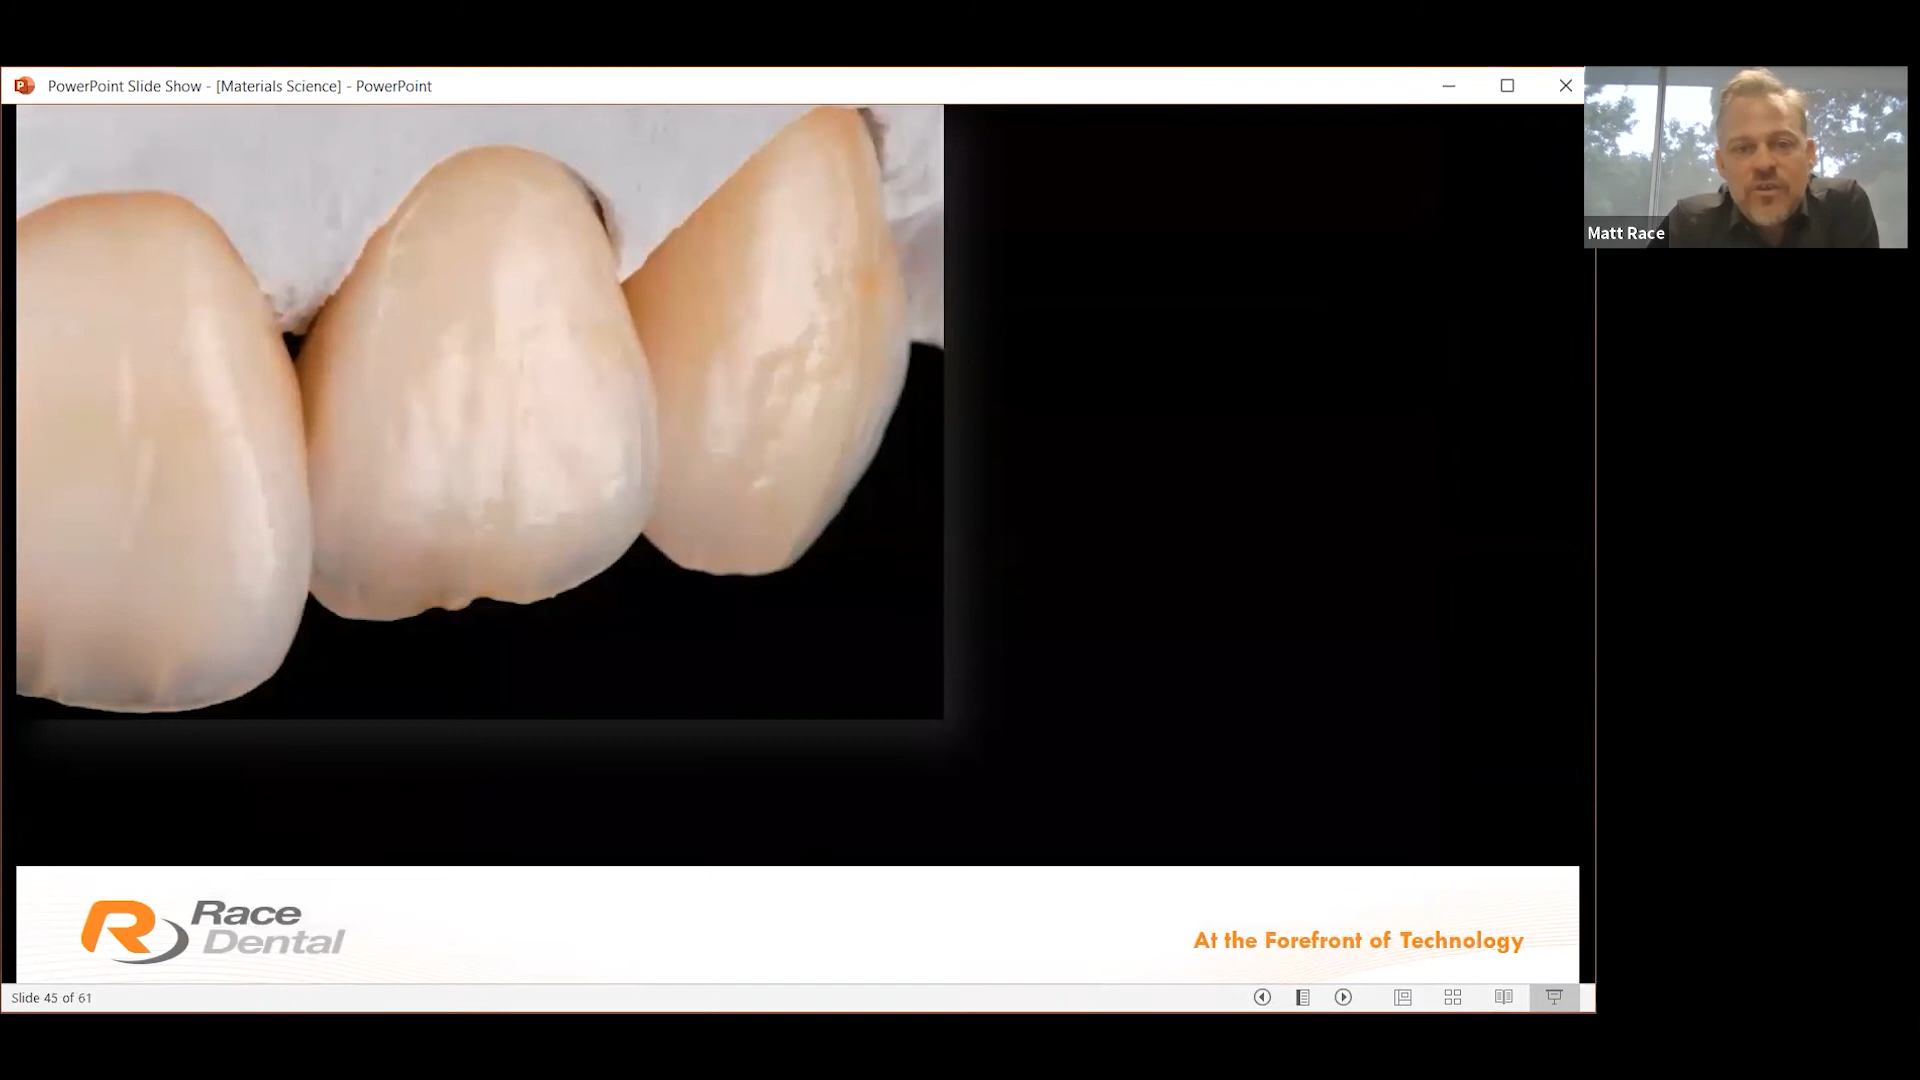 PowerPoint Slide Show - [Materials Science] - PowerPoint
Matt Race
Race
Dental
At the Forefront of Technology
Slide 45 of 61